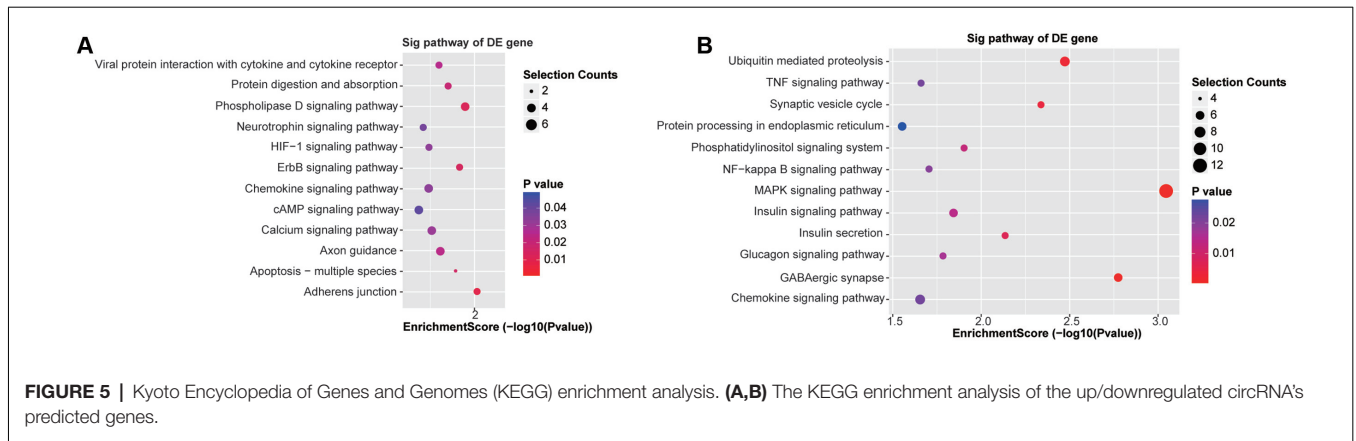 A
Sig pathway of DE gene
Viral protein interaction with cytokine and cytokine receptor
Protein digestion and absorption
Phospholipase D signaling pathway
Neurotrophin signaling pathway
HIF−1 signaling pathway
ErbB signaling pathway
Chemokine signaling pathway
cAMP signaling pathway
Calcium signaling pathway
Axon guidance
Apoptosis − multiple species
Adherens junction
2
EnrichmentScore (−log10(Pvalue))
Selection Counts
2
4
6
P value
0.04
0.03
0.02
0.01
B
Sig pathway of DE gene
Ubiquitin mediated proteolysis
TNF signaling pathway
Synaptic vesicle cycle
Protein processing in endoplasmic reticulum
Phosphatidylinositol signaling system
NF−kappa B signaling pathway
MAPK signaling pathway
Insulin signaling pathway
Insulin secretion
Glucagon signaling pathway
GABAergic synapse
Chemokine signaling pathway
1.5 2.0 2.5 3.0
EnrichmentScore (−log10(Pvalue))
Selection Counts
4
6
8
10
12
P value
0.02
0.01
FIGURE 5 | Kyoto Encyclopedia of Genes and Genomes (KEGG) enrichment analysis. (A,B) The KEGG enrichment analysis of the up/downregulated circRNA's
predicted genes.